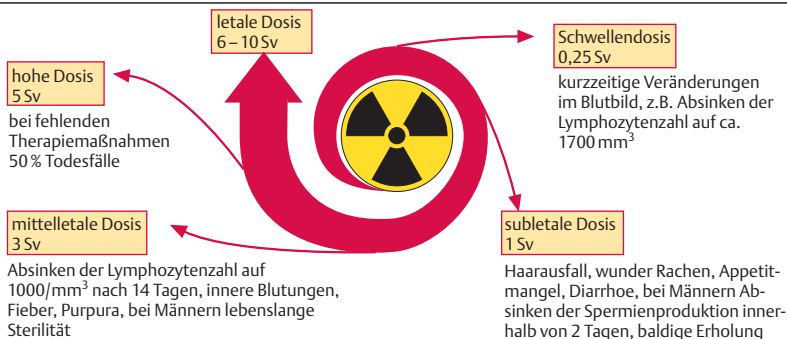 letale Dosis
6 – 10 Sv
Schwellendosis
0,25 Sv
kurzzeitige Veränderungen
im Blutbild, z.B. Absinken der
Lymphozytenzahl auf ca.
1700 mm³
hohe Dosis
5 Sv
bei fehlenden
Therapiemaßnahmen
50 % Todesfälle
mittelletale Dosis
3 Sv
Absinken der Lymphozytenzahl auf
1000/mm³ nach 14 Tagen, innere Blutungen,
Fieber, Purpura, bei Männern lebenslange
Sterilität
subletale Dosis
1 Sv
Haarausfall, wunder Rachen, Appetit-
mangel, Diarrhoe, bei Männern Ab-
sinken der Spermienproduktion inner-
halb von 2 Tagen, baldige Erholung